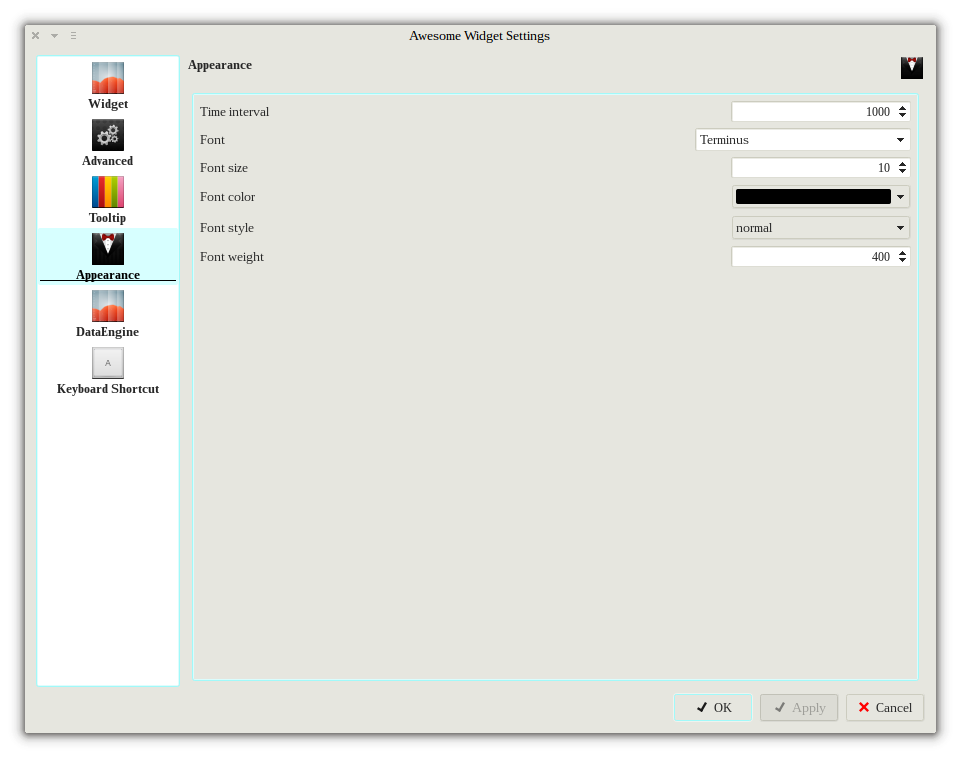 Awesome Widget Settings
Widget
Advanced
Tooltip
Appearance
DataEngine
A
Keyboard Shortcut
Appearance
Time interval 1000
Font Terminus
Font size 10
Font color
Font style normal
Font weight 400
OK Apply Cancel